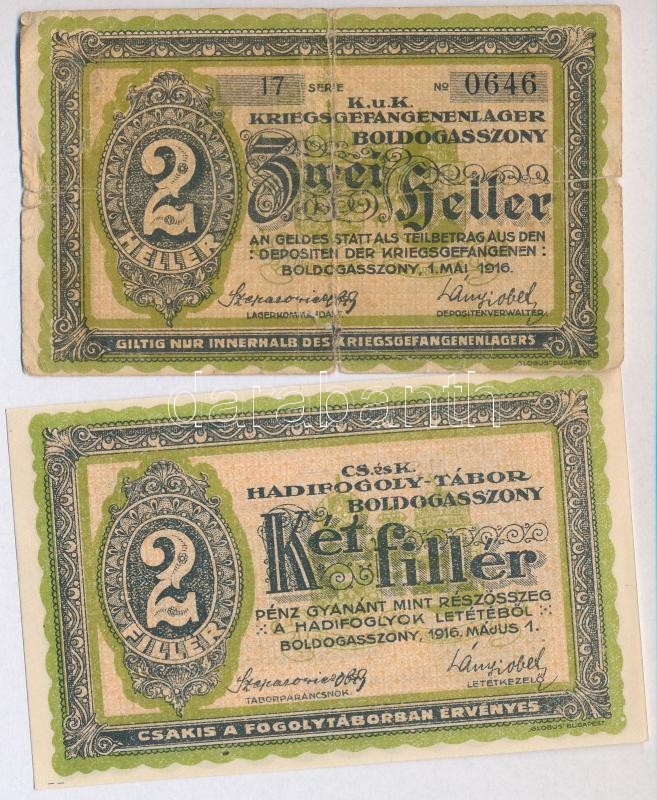 17 SERIE No 0646
K.u.K.
KRIEGSGEFANGENENLAGER
BOLDOGASSZONY
Zwei Heller
2
HELLER
AN GELDES STATT ALS TEILBETRAG AUS DEN
: DEPOSITEN DER KRIEGSGEFANGENEN :
BOLDOGASSZONY, 1. MAI 1916.
LAGERKOMMANDANT. DEPOSITENVERWALTER.
GILTIG NUR INNERHALB DES KRIEGSGEFANGENENLAGERS
"GLOBUS" BUDAPEST.
darabanth
CS. és K.
HADIFOGOLY-TÁBOR
BOLDOGASSZONY
Két fillér
2
FILLÉR
PÉNZ GYANÁNT MINT RÉSZÖSSZEG
A HADIFOGLYOK LETÉTÉBŐL
BOLDOGASSZONY, 1916. MÁJUS 1.
TÁBORPARANCSNOK. LETÉTKEZELŐ.
CSAKIS A FOGOLYTÁBORBAN ÉRVÉNYES
"GLOBUS" BUDAPEST.